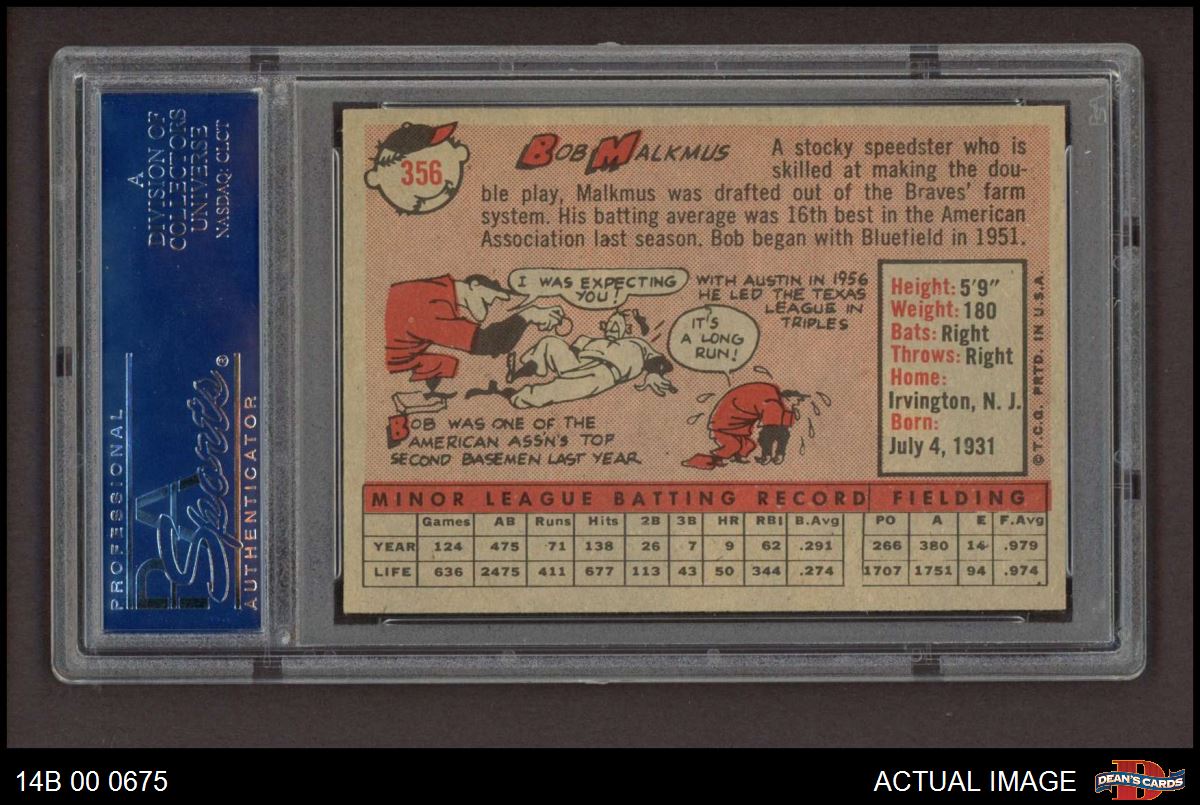 A
DIVISION OF
COLLECTORS
UNIVERSE
NASDAQ: CLCT
PROFESSIONAL
PSA
Sports®
AUTHENTICATOR
356
BOB MALKMUS
A stocky speedster who is
skilled at making the dou-
ble play, Malkmus was drafted out of the Braves' farm
system. His batting average was 16th best in the American
Association last season. Bob began with Bluefield in 1951.
I WAS EXPECTING
YOU!
WITH AUSTIN IN 1956
HE LED THE TEXAS
LEAGUE IN
TRIPLES
IT'S
A LONG
RUN!
BOB WAS ONE OF THE
AMERICAN ASS'N'S TOP
SECOND BASEMEN LAST YEAR
Height: 5'9"
Weight: 180
Bats: Right
Throws: Right
Home:
Irvington, N. J.
Born:
July 4, 1931
© T.C.G. PRTD. IN U.S.A.
MINOR LEAGUE BATTING RECORD FIELDING
Games AB Runs Hits 2B 3B HR RBI B.Avg PO A E F.Avg
YEAR 124 475 71 138 26 7 9 62 .291 266 380 14 .979
LIFE 636 2475 411 677 113 43 50 344 .274 1707 1751 94 .974
14B 00 0675
ACTUAL IMAGE
DEAN'S CARDS